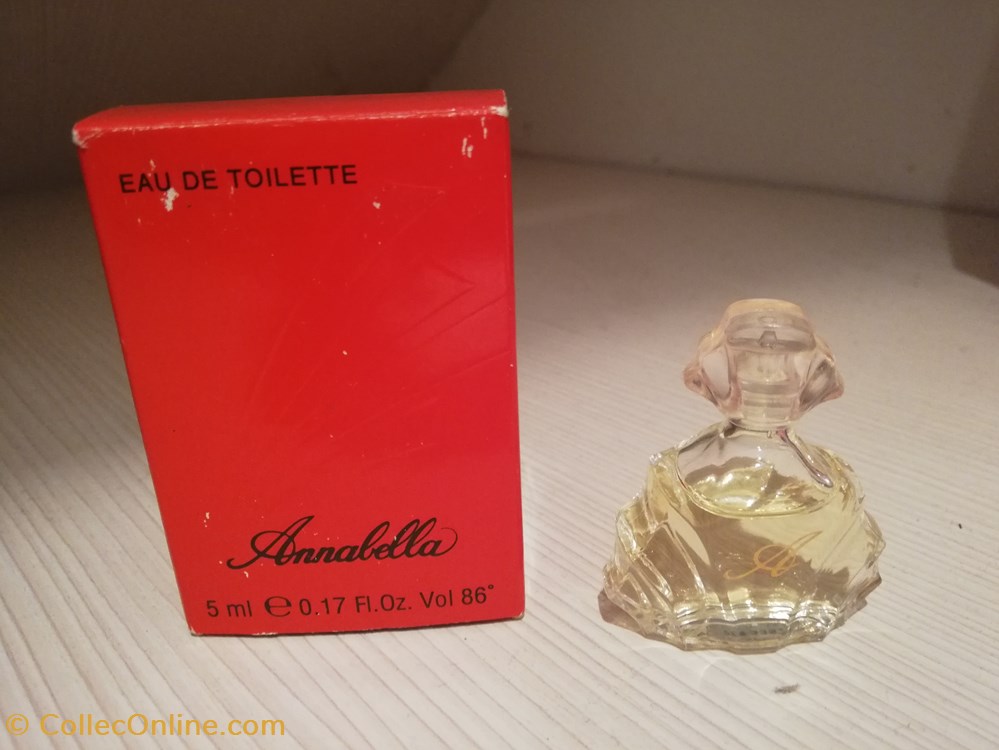 EAU DE TOILETTE
Annabella
5 ml ℮ 0.17 Fl.Oz. Vol 86°
A
© CollecOnline.com